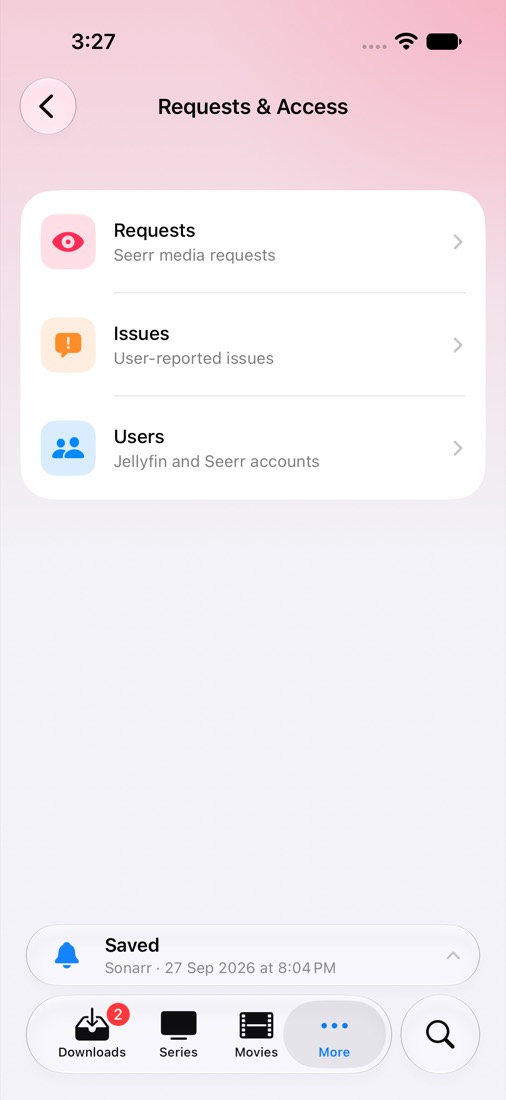 3:27
Requests & Access
Requests
Seerr media requests
Issues
User-reported issues
Users
Jellyfin and Seerr accounts
Saved
Sonarr · 27 Sep 2026 at 8:04 PM
2
Downloads
Series
Movies
More